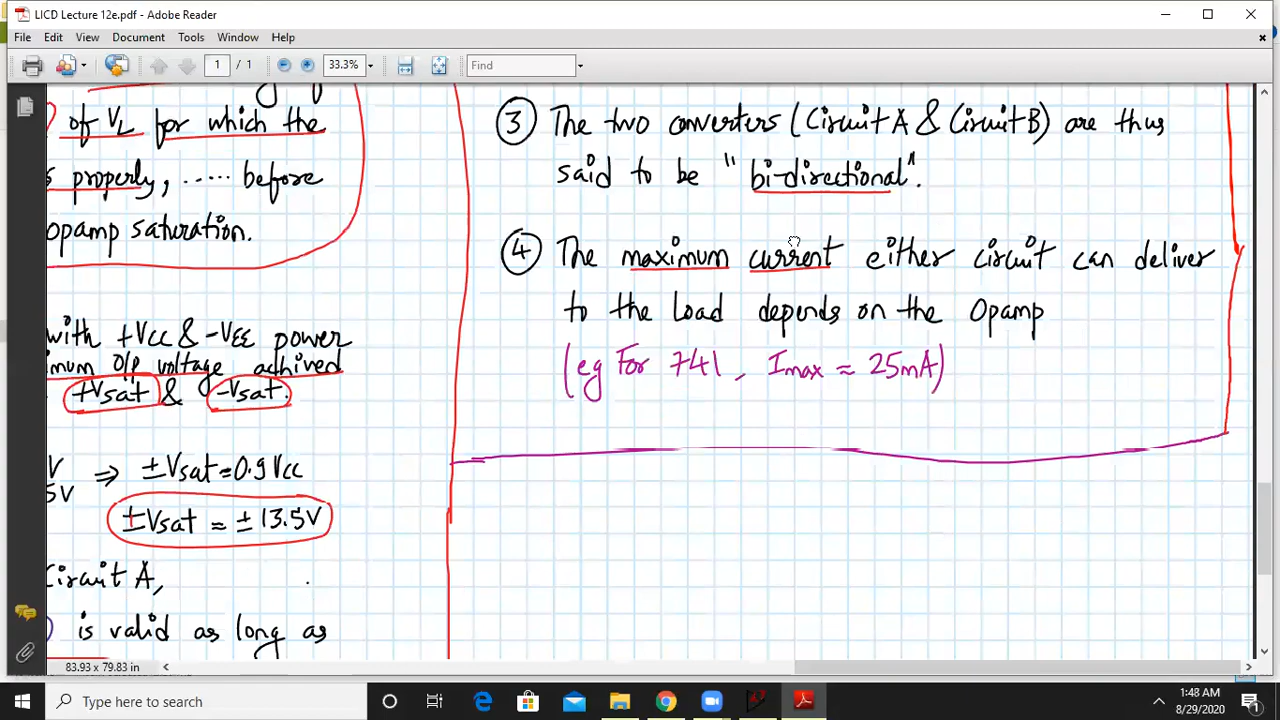 LICD Lecture 12e.pdf - Adobe Reader
File Edit View Document Tools Window Help
1 / 1 33.3% Find
of VL for which the
properly, ..... before
opamp saturation.
with +VCC & -VEE power
o/p voltage achived
+Vsat & -Vsat.
V ⇒ ±Vsat = 0.9 VCC
5V
±Vsat ≈ ±13.5V
Circuit A,
is valid as long as
③ The two converters (Circuit A & Circuit B) are thus
said to be "bi-directional".
④ The maximum current either circuit can deliver
to the Load depends on the Opamp
(eg For 741, Imax ≈ 25mA)
83.93 x 79.83 in
Type here to search
1:48 AM
8/29/2020